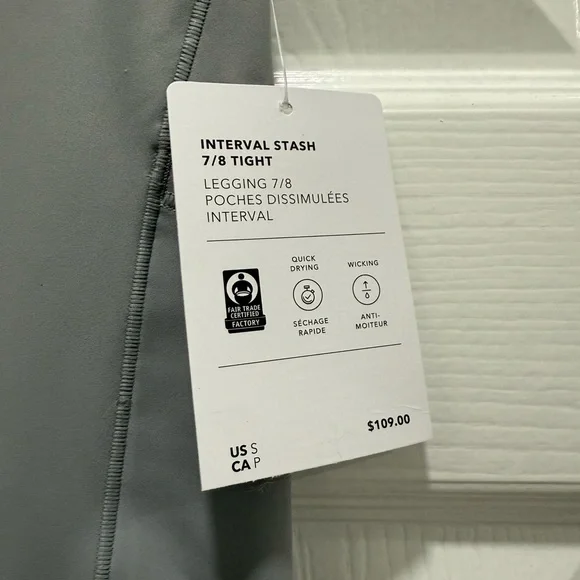 INTERVAL STASH
7/8 TIGHT
LEGGING 7/8
POCHES DISSIMULÉES
INTERVAL
FAIR TRADE
CERTIFIED
FACTORY
QUICK
DRYING
SÉCHAGE
RAPIDE
WICKING
ANTI-
MOITEUR
$109.00
US S
CA P